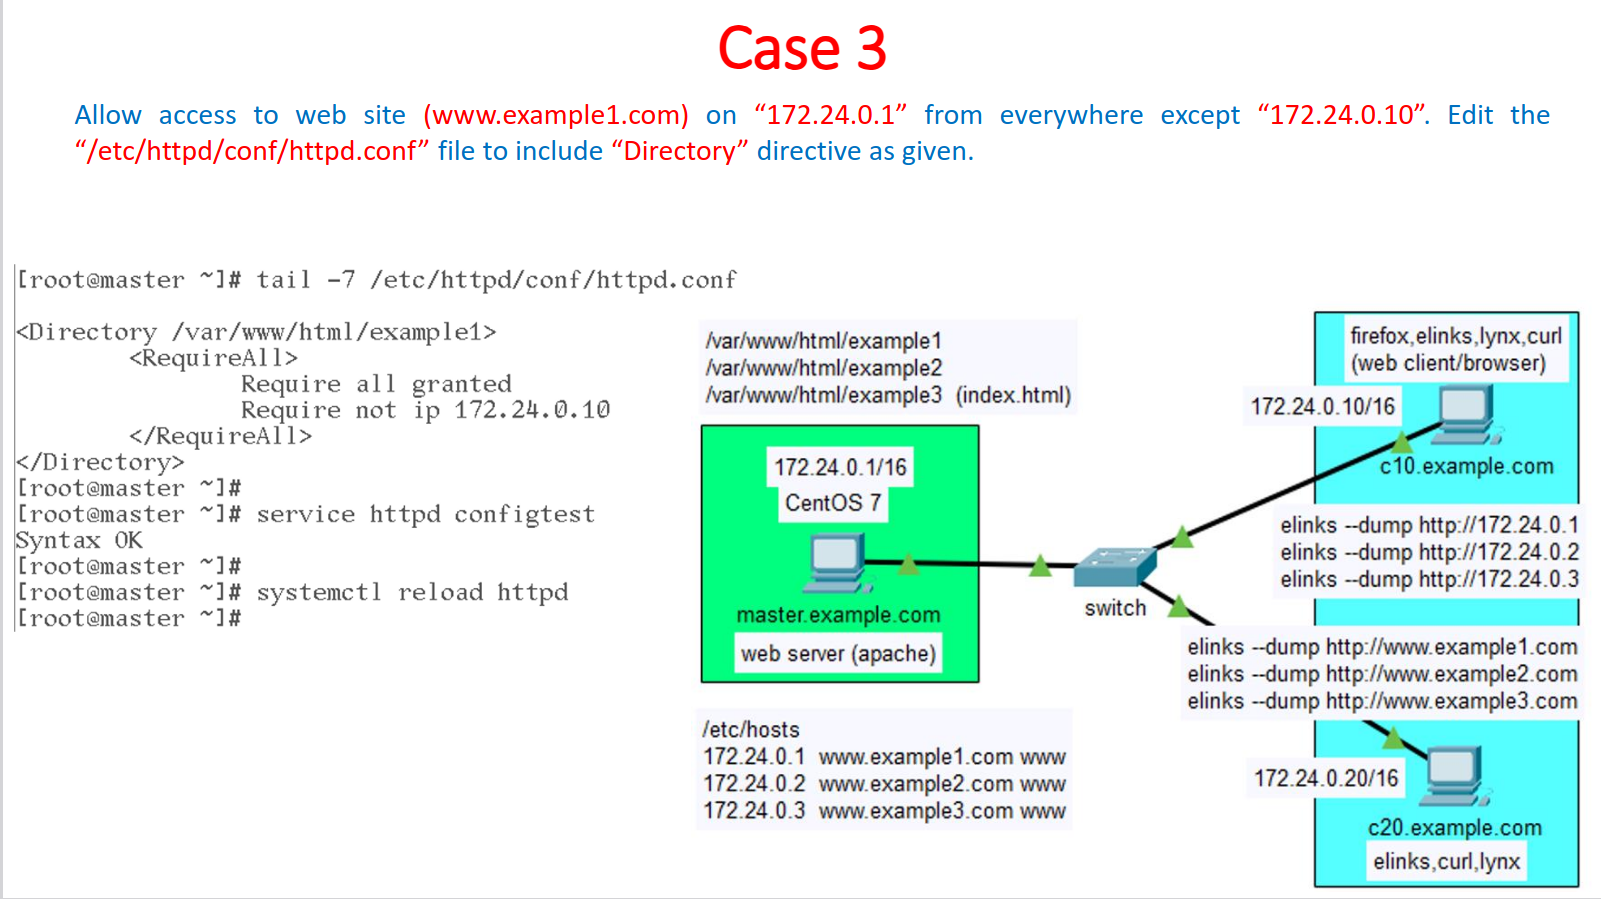 Case 3
Allow access to web site (www.example1.com) on “172.24.0.1” from everywhere except “172.24.0.10”. Edit the
“/etc/httpd/conf/httpd.conf” file to include “Directory” directive as given.
[root@master ~]# tail -7 /etc/httpd/conf/httpd.conf
<Directory /var/www/html/example1>
<RequireAll>
Require all granted
Require not ip 172.24.0.10
</RequireAll>
</Directory>
[root@master ~]#
[root@master ~]# service httpd configtest
Syntax OK
[root@master ~]#
[root@master ~]# systemctl reload httpd
[root@master ~]#
/var/www/html/example1
/var/www/html/example2
/var/www/html/example3 (index.html)
172.24.0.1/16
CentOS 7
master.example.com
web server (apache)
/etc/hosts
172.24.0.1 www.example1.com www
172.24.0.2 www.example2.com www
172.24.0.3 www.example3.com www
switch
firefox,elinks,lynx,curl
(web client/browser)
172.24.0.10/16
c10.example.com
elinks --dump http://172.24.0.1
elinks --dump http://172.24.0.2
elinks --dump http://172.24.0.3
elinks --dump http://www.example1.com
elinks --dump http://www.example2.com
elinks --dump http://www.example3.com
172.24.0.20/16
c20.example.com
elinks,curl,lynx